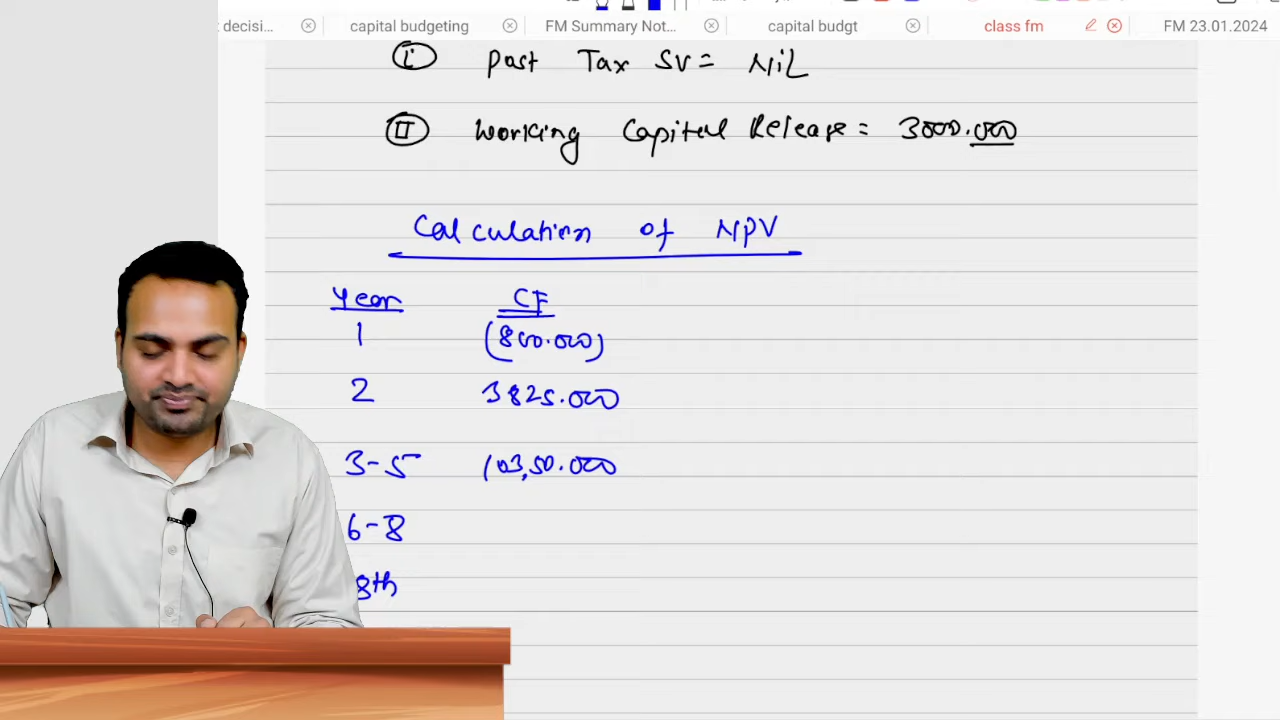 decisi...
capital budgeting
FM Summary Not...
capital budgt
class fm
FM 23.01.2024
I Post Tax SV = NiL
II Working Capital Release = 3000.000
Calculation of NPV
Year CF
1 (800.000)
2 3825.000
3-5 103,50.000
6-8
8th